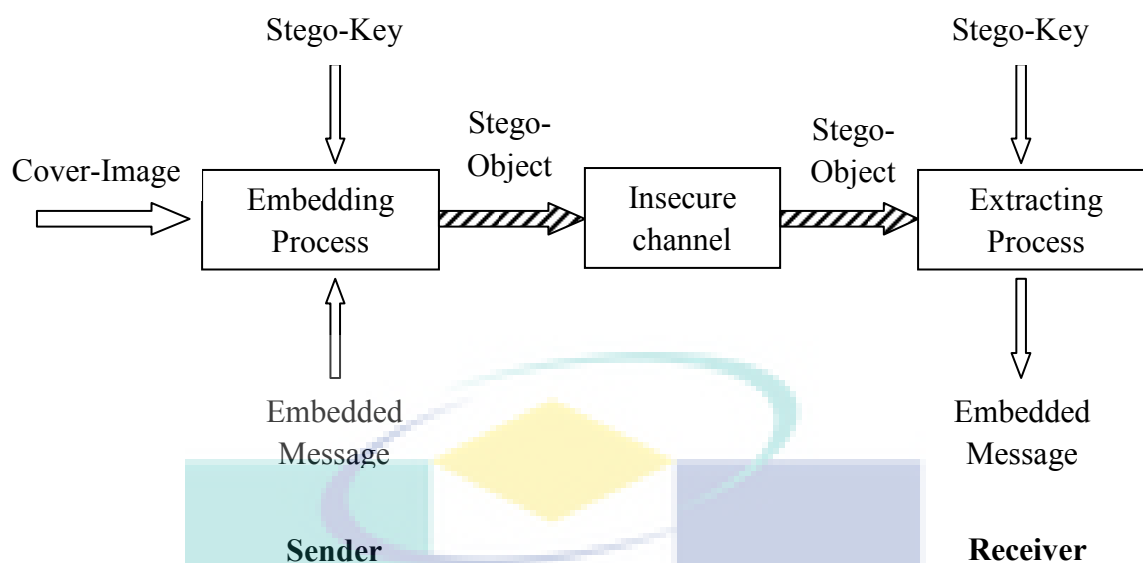 Stego-Key
Stego-Key
Stego-
Object
Stego-
Object
Cover-Image
Embedding
Process
Insecure
channel
Extracting
Process
Embedded
Message
Embedded
Message
Sender
Receiver